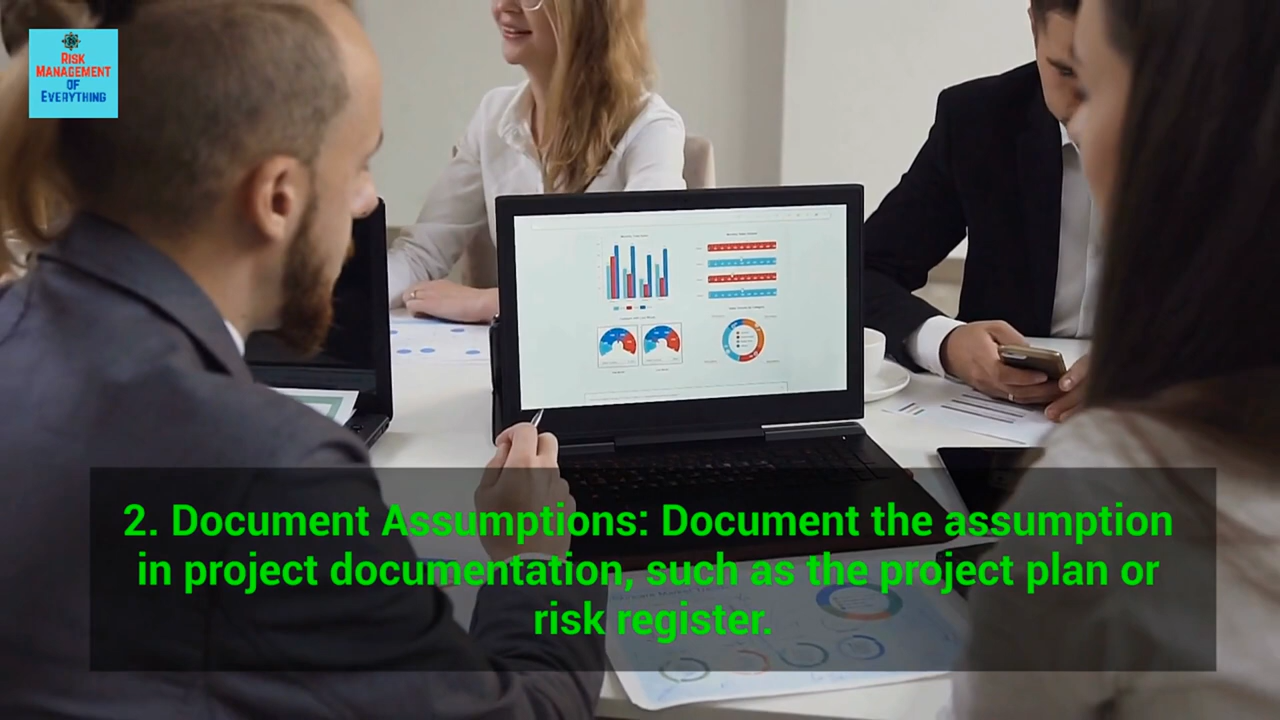 RISK
MANAGEMENT
OF
EVERYTHING
2. Document Assumptions: Document the assumption
in project documentation, such as the project plan or
risk register.